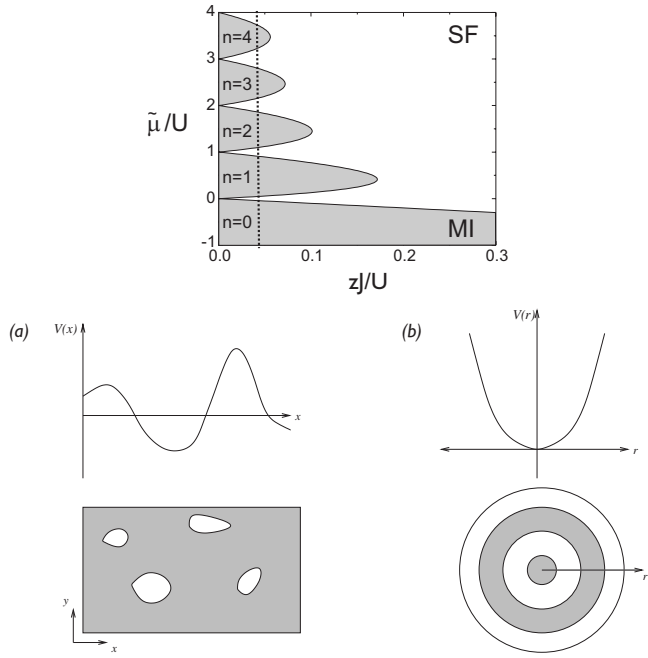 4
SF
n=4
3
n=3
μ̃/U
2
n=2
1
n=1
0
n=0
MI
-1
0.0 0.1 0.2 0.3
zJ/U
(a) V(x) (b) V(r)
x
r
y
r
x